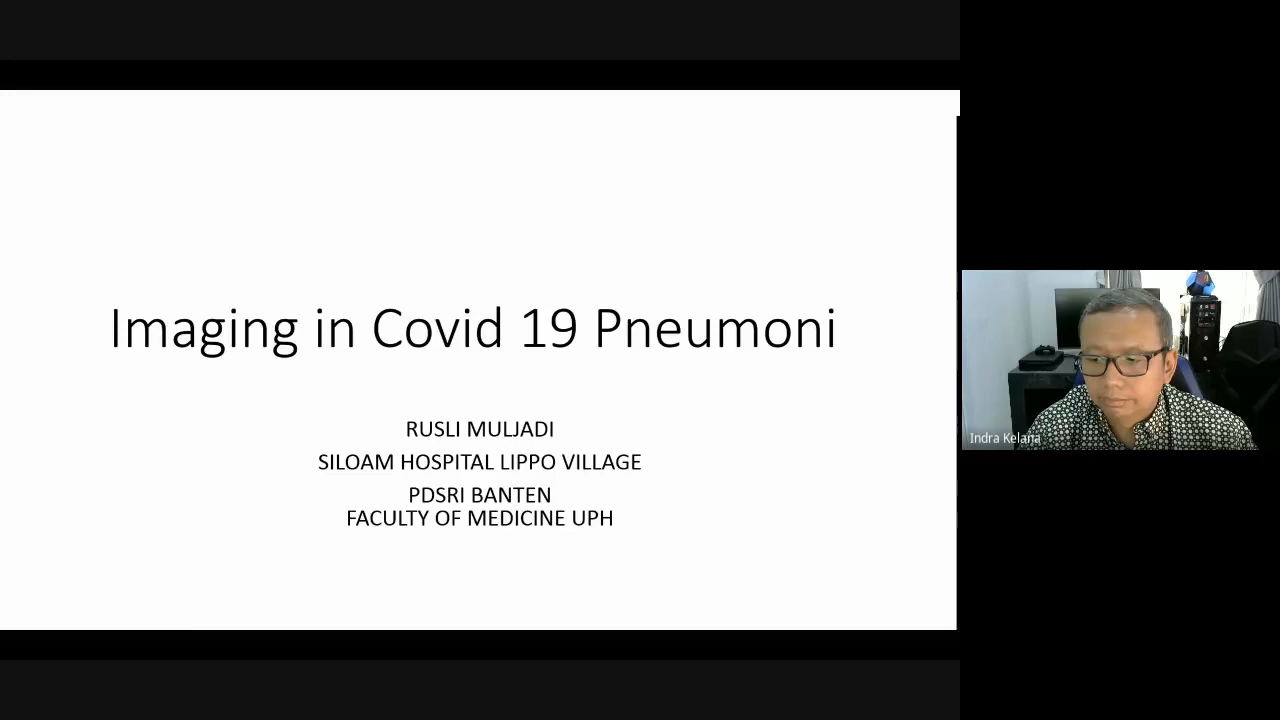 Imaging in Covid 19 Pneumoni
RUSLI MULJADI
SILOAM HOSPITAL LIPPO VILLAGE
PDSRI BANTEN
FACULTY OF MEDICINE UPH
Indra Kelana